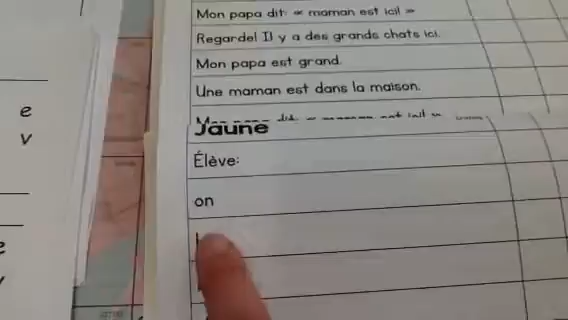 Mon papa dit: « maman est ici! »
Regarde! Il y a des grands chats ici.
Mon papa est grand.
Une maman est dans la maison.
Jaune
Élève:
on
e
v